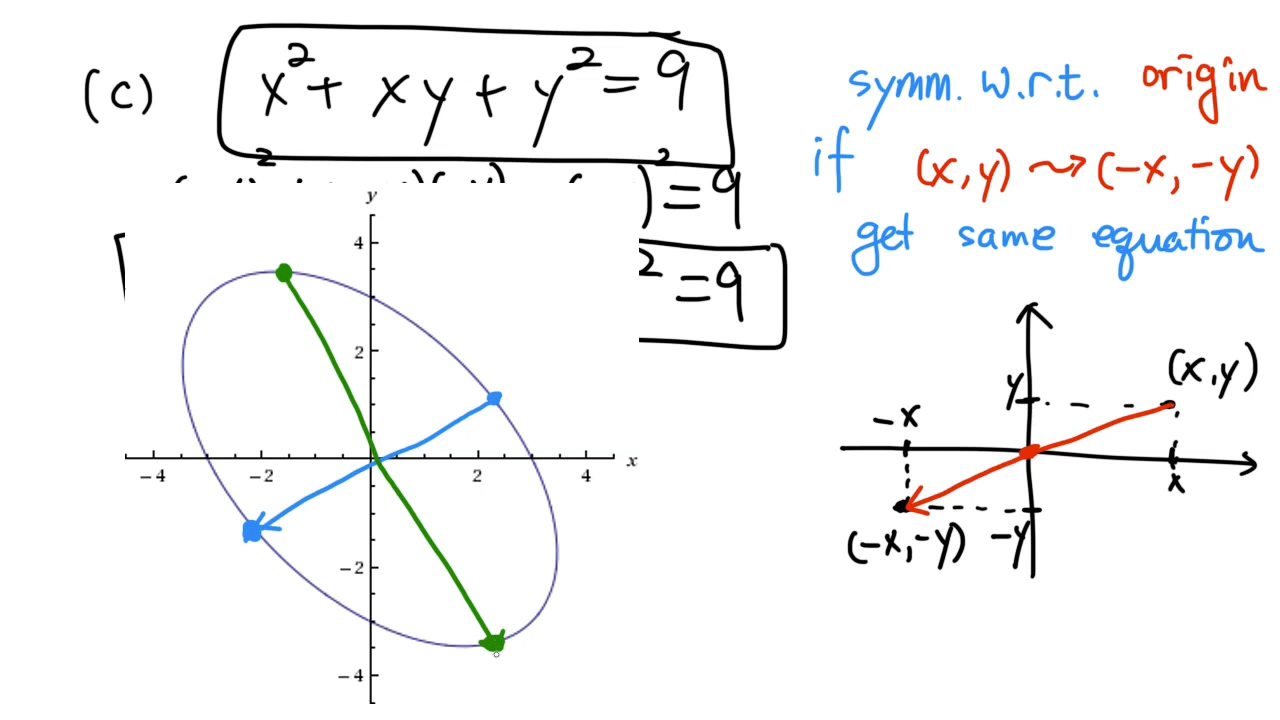 (c) x² + xy + y² = 9
) = 9
² = 9
symm. w.r.t. origin
if (x,y) ⤳ (-x,-y)
get same equation
y
4
2
-4 -2 2 4 x
-2
-4
(x,y)
y
-x
x
(-x,-y) -y